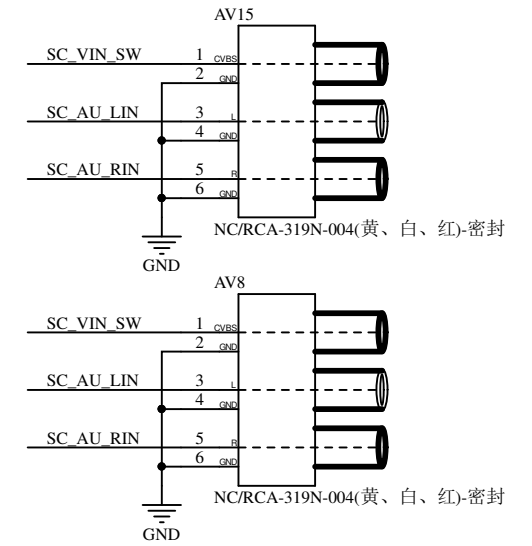 AV15
SC_VIN_SW 1 CVBS
2 GND
SC_AU_LIN 3 L
4 GND
SC_AU_RIN 5 R
6 GND
NC/RCA-319N-004(黄、白、红)-密封
GND
AV8
SC_VIN_SW 1 CVBS
2 GND
SC_AU_LIN 3 L
4 GND
SC_AU_RIN 5 R
6 GND
NC/RCA-319N-004(黄、白、红)-密封
GND